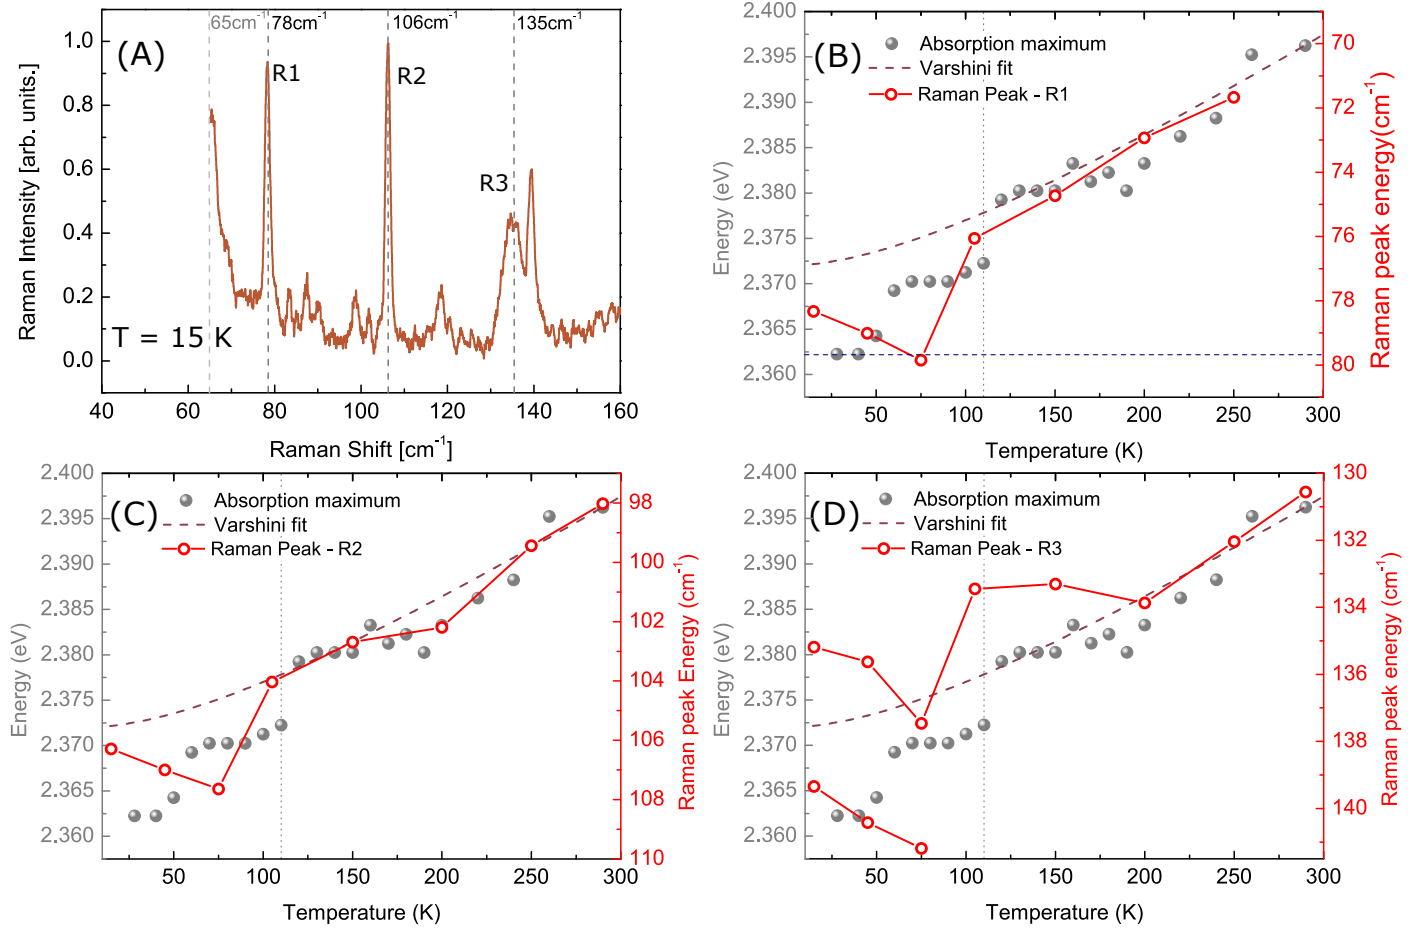 65cm⁻¹ 78cm⁻¹ 106cm⁻¹ 135cm⁻¹
(A)
R1
R2
R3
T = 15 K
1.0
0.8
0.6
0.4
0.2
0.0
Raman Intensity [arb. units.]
40 60 80 100 120 140 160
Raman Shift [cm⁻¹]
(B)
Absorption maximum
Varshini fit
Raman Peak - R1
2.400
2.395
2.390
2.385
2.380
2.375
2.370
2.365
2.360
Energy (eV)
70
72
74
76
78
80
Raman peak energy(cm⁻¹)
50 100 150 200 250 300
Temperature (K)
(C)
Absorption maximum
Varshini fit
Raman Peak - R2
2.400
2.395
2.390
2.385
2.380
2.375
2.370
2.365
2.360
Energy (eV)
98
100
102
104
106
108
110
Raman peak Energy (cm⁻¹)
50 100 150 200 250 300
Temperature (K)
(D)
Absorption maximum
Varshini fit
Raman Peak - R3
2.400
2.395
2.390
2.385
2.380
2.375
2.370
2.365
2.360
Energy (eV)
130
132
134
136
138
140
Raman peak energy (cm⁻¹)
50 100 150 200 250 300
Temperature (K)